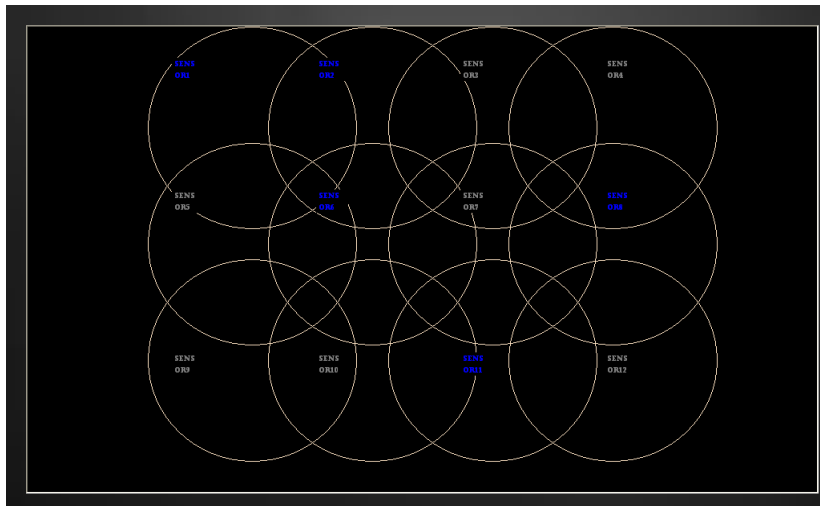 SENS
OR1
SENS
OR2
SENS
OR3
SENS
OR4
SENS
OR5
SENS
OR6
SENS
OR7
SENS
OR8
SENS
OR9
SENS
OR10
SENS
OR11
SENS
OR12